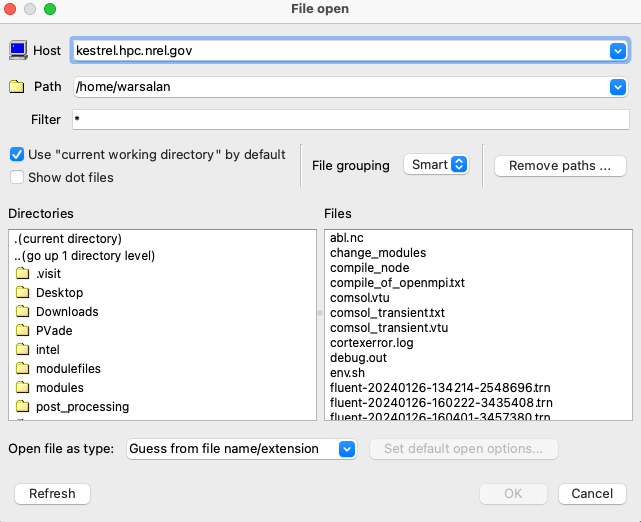 File open
Host kestrel.hpc.nrel.gov
Path /home/warsalan
Filter *
Use "current working directory" by default
Show dot files
File grouping Smart
Remove paths ...
Directories
. (current directory)
.. (go up 1 directory level)
.visit
Desktop
Downloads
PVade
intel
modulefiles
modules
post_processing
Files
abl.nc
change_modules
compile_node
compile_of_openmpi.txt
comsol.vtu
comsol_transient.txt
comsol_transient.vtu
cortexerror.log
debug.out
env.sh
fluent-20240126-134214-2548696.trn
fluent-20240126-160222-3435408.trn
fluent-20240126-160401-3457380.trn
Open file as type: Guess from file name/extension
Set default open options...
Refresh
OK
Cancel